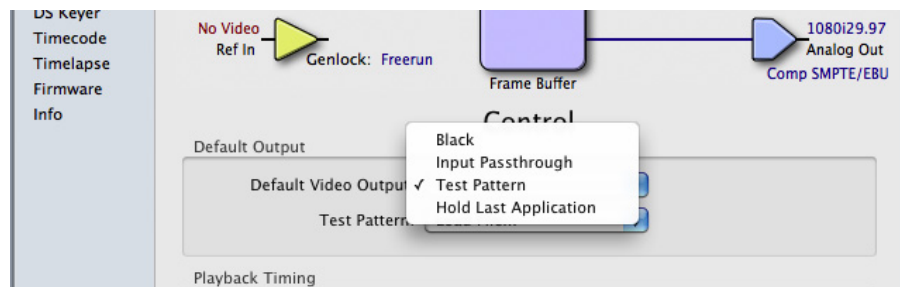 DS Keyer
Timecode
Timelapse
Firmware
Info
No Video
Ref In
Genlock: Freerun
Frame Buffer
1080i29.97
Analog Out
Comp SMPTE/EBU
Control
Default Output
Default Video Output
Black
Input Passthrough
✓ Test Pattern
Hold Last Application
Test Pattern:
Playback Timing